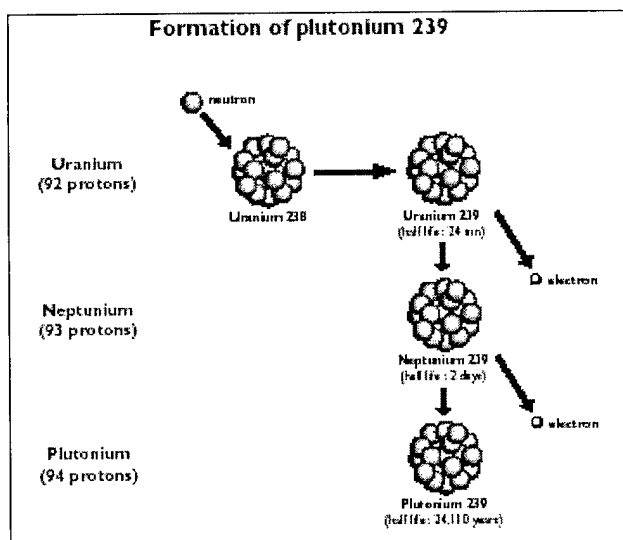 Formation of plutonium 239
neutron
Uranium
(92 protons)
Uranium 238
Uranium 239
(half life : 24 mn)
electron
Neptunium
(93 protons)
Neptunium 239
(half life : 2 days)
electron
Plutonium
(94 protons)
Plutonium 239
(half life : 24,110 years)